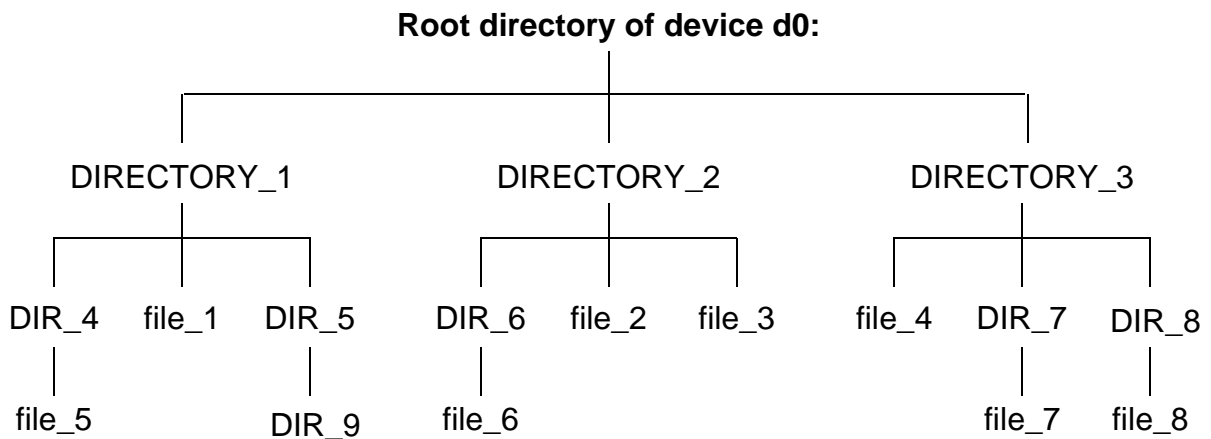 Root directory of device d0:
DIRECTORY_1 DIRECTORY_2 DIRECTORY_3
DIR_4 file_1 DIR_5 DIR_6 file_2 file_3 file_4 DIR_7 DIR_8
file_5 DIR_9 file_6 file_7 file_8